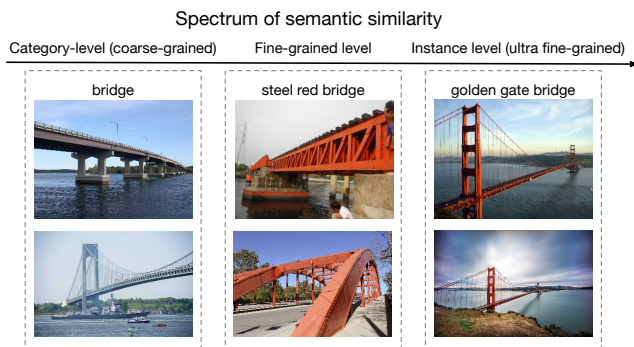 Spectrum of semantic similarity
Category-level (coarse-grained)
Fine-grained level
Instance level (ultra fine-grained)
bridge
steel red bridge
golden gate bridge